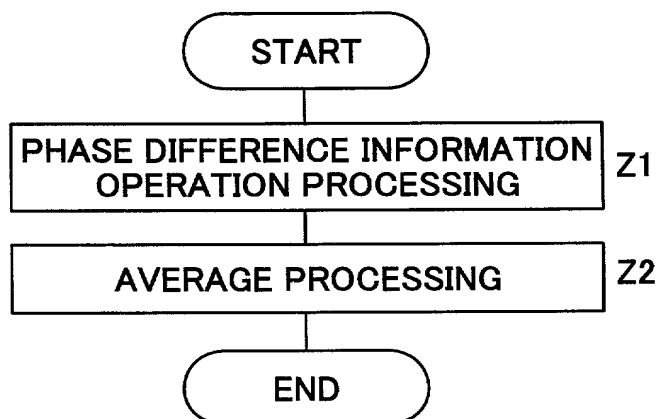 START
PHASE DIFFERENCE INFORMATION
OPERATION PROCESSING
Z1
AVERAGE PROCESSING
Z2
END